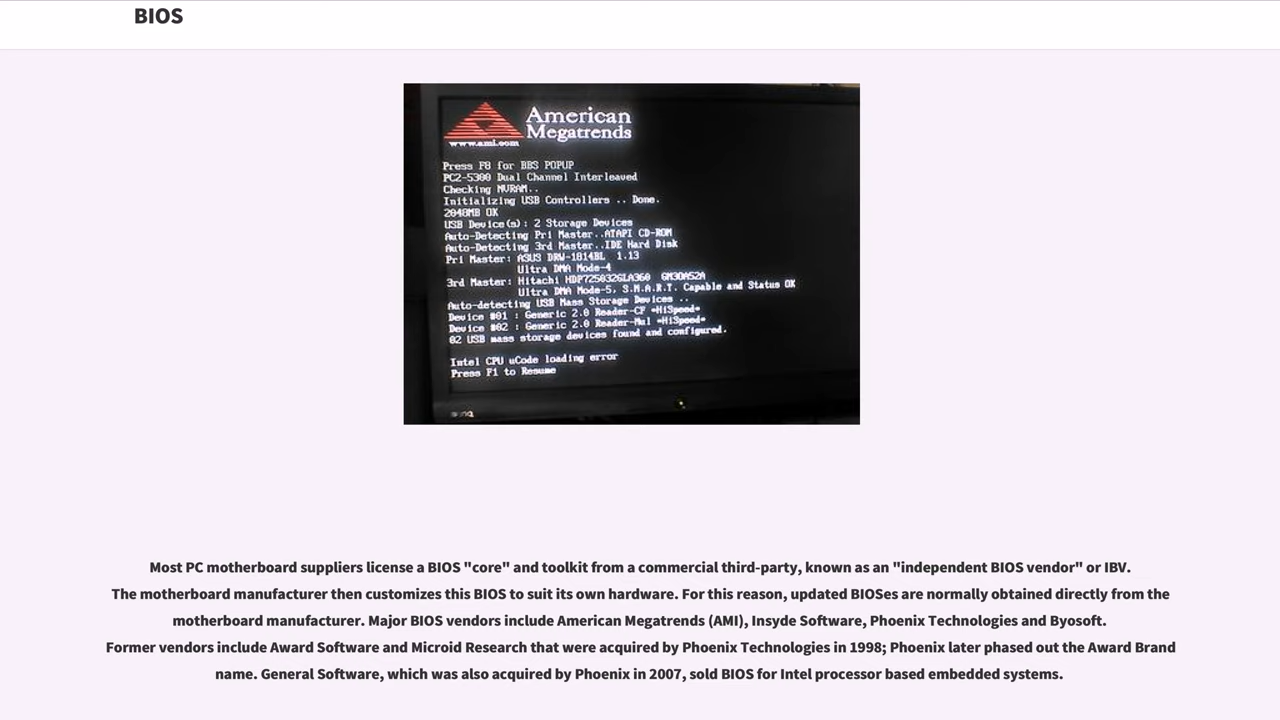 BIOS
American
Megatrends
www.ami.com
Press F8 for BBS POPUP
PC2-5300 Dual Channel Interleaved
Checking NVRAM..
Initializing USB Controllers .. Done.
2048MB OK
USB Device(s): 2 Storage Devices
Auto-Detecting Pri Master..ATAPI CD-ROM
Auto-Detecting 3rd Master..IDE Hard Disk
Pri Master: ASUS DRW-1814BL 1.13
Ultra DMA Mode-4
3rd Master: Hitachi HDP725032GLA360 GM3OA52A
Ultra DMA Mode-5, S.M.A.R.T. Capable and Status OK
Auto-detecting USB Mass Storage Devices ..
Device #01 : Generic 2.0 Reader-CF *HiSpeed*
Device #02 : Generic 2.0 Reader-Mul *HiSpeed*
02 USB mass storage devices found and configured.
Intel CPU uCode loading error
Press F1 to Resume
Most PC motherboard suppliers license a BIOS "core" and toolkit from a commercial third-party, known as an "independent BIOS vendor" or IBV.
The motherboard manufacturer then customizes this BIOS to suit its own hardware. For this reason, updated BIOSes are normally obtained directly from the
motherboard manufacturer. Major BIOS vendors include American Megatrends (AMI), Insyde Software, Phoenix Technologies and Byosoft.
Former vendors include Award Software and Microid Research that were acquired by Phoenix Technologies in 1998; Phoenix later phased out the Award Brand
name. General Software, which was also acquired by Phoenix in 2007, sold BIOS for Intel processor based embedded systems.